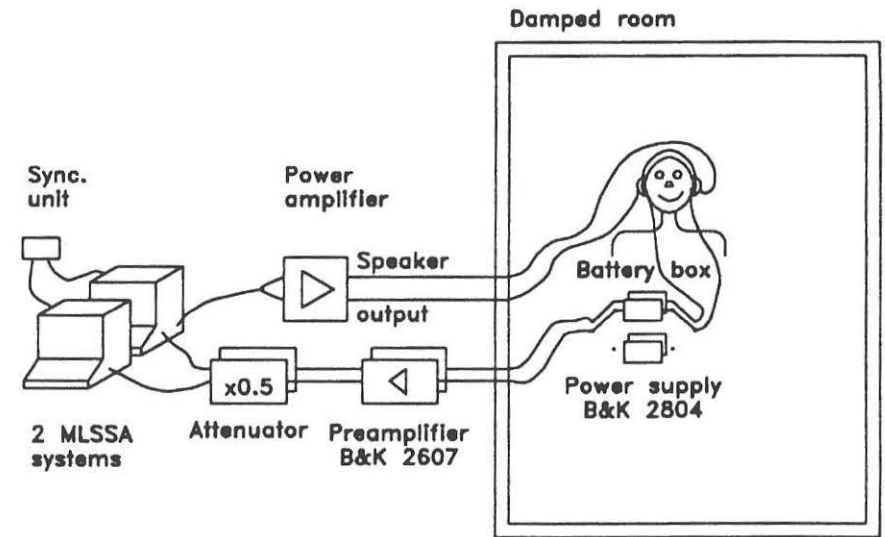 Damped room
Sync.
unit
Power
amplifier
Speaker
output
Battery box
x0.5
Power supply
B&K 2804
2 MLSSA
systems
Attenuator
Preamplifier
B&K 2607